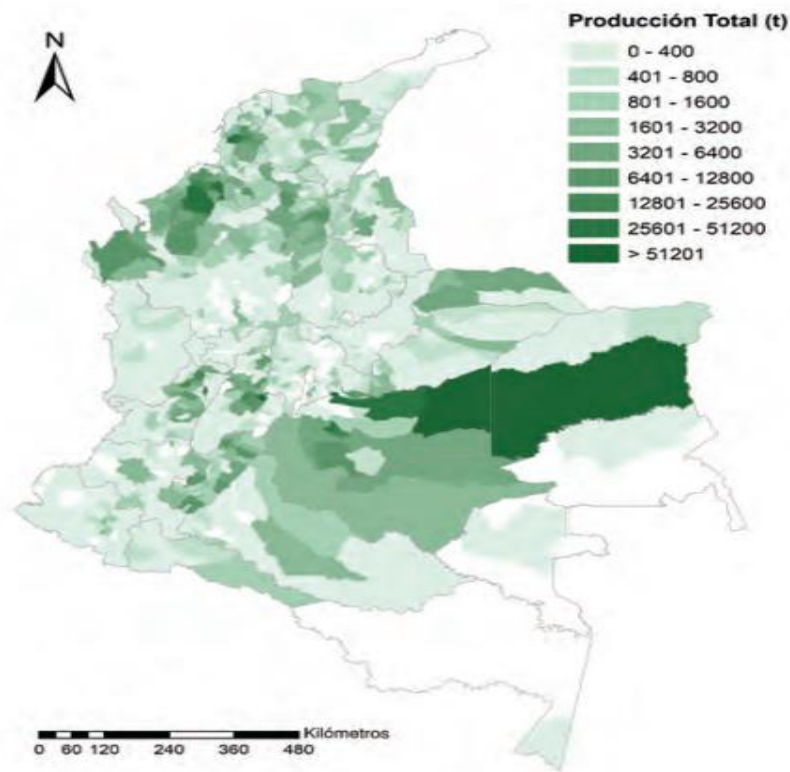 N
Producción Total (t)
0 - 400
401 - 800
801 - 1600
1601 - 3200
3201 - 6400
6401 - 12800
12801 - 25600
25601 - 51200
> 51201
Kilómetros
0 60 120 240 360 480